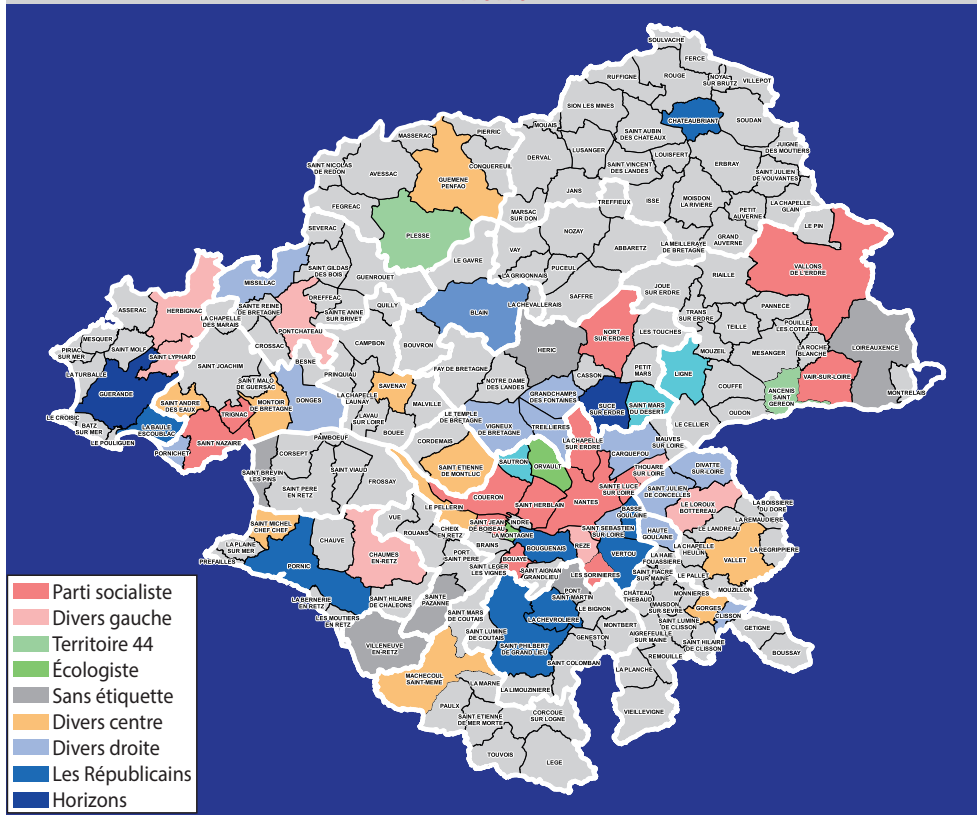 SOULVACHE
FERCE
RUFFIGNE
ROUGE
NOYAL
SUR BRUTZ
VILLEPOT
SION LES MINES
CHATEAUBRIANT
SOUDAN
MOUAIS
SAINT AUBIN
DES CHATEAUX
JUIGNE
DES MOUTIERS
MASSERAC
PIERRIC
DERVAL
LUSANGER
LOUISFERT
ERBRAY
SAINT NICOLAS
DE REDON
AVESSAC
CONQUEREUIL
SAINT VINCENT
DES LANDES
SAINT JULIEN
DE VOUVANTES
GUEMENE
PENFAO
JANS
TREFFIEUX
ISSE
MOISDON
LA RIVIERE
PETIT
AUVERNE
LA CHAPELLE
GLAIN
FEGREAC
MARSAC
SUR DON
LE PIN
PLESSE
NOZAY
ABBARETZ
LA MEILLERAYE
DE BRETAGNE
GRAND
AUVERNE
SEVERAC
VAY
LE GAVRE
PUCEUL
VALLONS
DE L'ERDRE
SAINT GILDAS
DES BOIS
GUENROUET
LA GRIGONNAIS
RIAILLE
MISSILLAC
SAFFRE
JOUE
SUR ERDRE
DREFFEAC
QUILLY
LA CHEVALLERAIS
PANNECE
ASSERAC
HERBIGNAC
SAINTE REINE
DE BRETAGNE
SAINTE ANNE
SUR BRIVET
BLAIN
TRANS
SUR ERDRE
LA CHAPELLE
DES MARAIS
PONTCHATEAU
NORT
SUR ERDRE
LES TOUCHES
TEILLE
POUILLE
LES COTEAUX
MESQUER
CROSSAC
CAMPBON
BOUVRON
HERIC
MOUZEIL
MESANGER
LA ROCHE
BLANCHE
LOIREAUXENCE
PIRIAC
SUR MER
SAINT MOLF
SAINT LYPHARD
BESNE
FAY DE BRETAGNE
PETIT
MARS
LIGNE
LA TURBALLE
SAINT JOACHIM
PRINQUIAU
NOTRE DAME
DES LANDES
CASSON
VAIR-SUR-LOIRE
GUERANDE
SAINT MALO
DE GUERSAC
SAVENAY
GRANDCHAMPS
DES FONTAINES
SUCE
SUR ERDRE
COUFFE
ANCENIS
SAINT
GEREON
MONTRELAIS
SAINT ANDRE
DES EAUX
MONTOIR
DE BRETAGNE
DONGES
LA CHAPELLE
LAUNAY
MALVILLE
SAINT MARS
DU DESERT
OUDON
LE CROISIC
TRIGNAC
LAVAU
SUR LOIRE
LE TEMPLE
DE BRETAGNE
VIGNEUX
DE BRETAGNE
TREILLIERES
LE CELLIER
BATZ
SUR MER
LA BAULE
ESCOUBLAC
BOUEE
LE POULIGUEN
PORNICHET
SAINT NAZAIRE
PAIMBOEUF
CORDEMAIS
LA CHAPELLE
SUR ERDRE
CARQUEFOU
MAUVES
SUR LOIRE
CORSEPT
SAINT ETIENNE
DE MONTLUC
SAUTRON
ORVAULT
THOUARE
SUR LOIRE
DIVATTE
SUR-LOIRE
SAINT BREVIN
LES PINS
SAINT VIAUD
SAINTE LUCE
SUR LOIRE
SAINT JULIEN
DE CONCELLES
SAINT PERE
EN RETZ
FROSSAY
COUERON
SAINT HERBLAIN
NANTES
LE LOROUX
BOTTEREAU
LA BOISSIERE
DU DORE
LE PELLERIN
BASSE
GOULAINE
LA REMAUDIERE
SAINT MICHEL
CHEF CHEF
VUE
SAINT JEAN
DE BOISEAU
INDRE
LA MONTAGNE
SAINT SEBASTIEN
SUR LOIRE
HAUTE
GOULAINE
LE LANDREAU
LA PLAINE
SUR MER
CHAUVE
ROUANS
CHEIX
EN RETZ
BRAINS
BOUGUENAIS
REZE
VERTOU
LA CHAPELLE
HEULIN
VALLET
LA REGRIPPIERE
PREFAILLES
PORNIC
CHAUMES
EN-RETZ
PORT
SAINT PERE
BOUAYE
LA HAIE
FOUASSIERE
SAINT LEGER
LES VIGNES
SAINT AIGNAN
GRANDLIEU
LES SORINIERES
SAINT FIACRE
SUR MAINE
LE PALLET
LA BERNERIE
EN RETZ
SAINT HILAIRE
DE CHALEONS
SAINTE
PAZANNE
PONT
SAINT MARTIN
CHÂTEAU
THEBAUD
MONNIERES
MOUZILLON
LES MOUTIERS
EN RETZ
SAINT MARS
DE COUTAIS
LA CHEVROLIERE
LE BIGNON
MAISDON
SUR SEVRE
GORGES
CLISSON
SAINT LUMINE
DE COUTAIS
MONTBERT
SAINT LUMINE
DE CLISSON
GETIGNE
VILLENEUVE
EN-RETZ
SAINT PHILBERT
DE GRAND LIEU
GENESTON
AIGREFEUILLE
SUR MAINE
SAINT HILAIRE
DE CLISSON
BOUSSAY
MACHECOUL
SAINT-MEME
SAINT COLOMBAN
REMOUILLE
LA MARNE
LA LIMOUZINIERE
LA PLANCHE
PAULX
VIEILLEVIGNE
SAINT ETIENNE
DE MER MORTE
CORCOUE
SUR LOGNE
TOUVOIS
LEGE
Parti socialiste
Divers gauche
Territoire 44
Écologiste
Sans étiquette
Divers centre
Divers droite
Les Républicains
Horizons